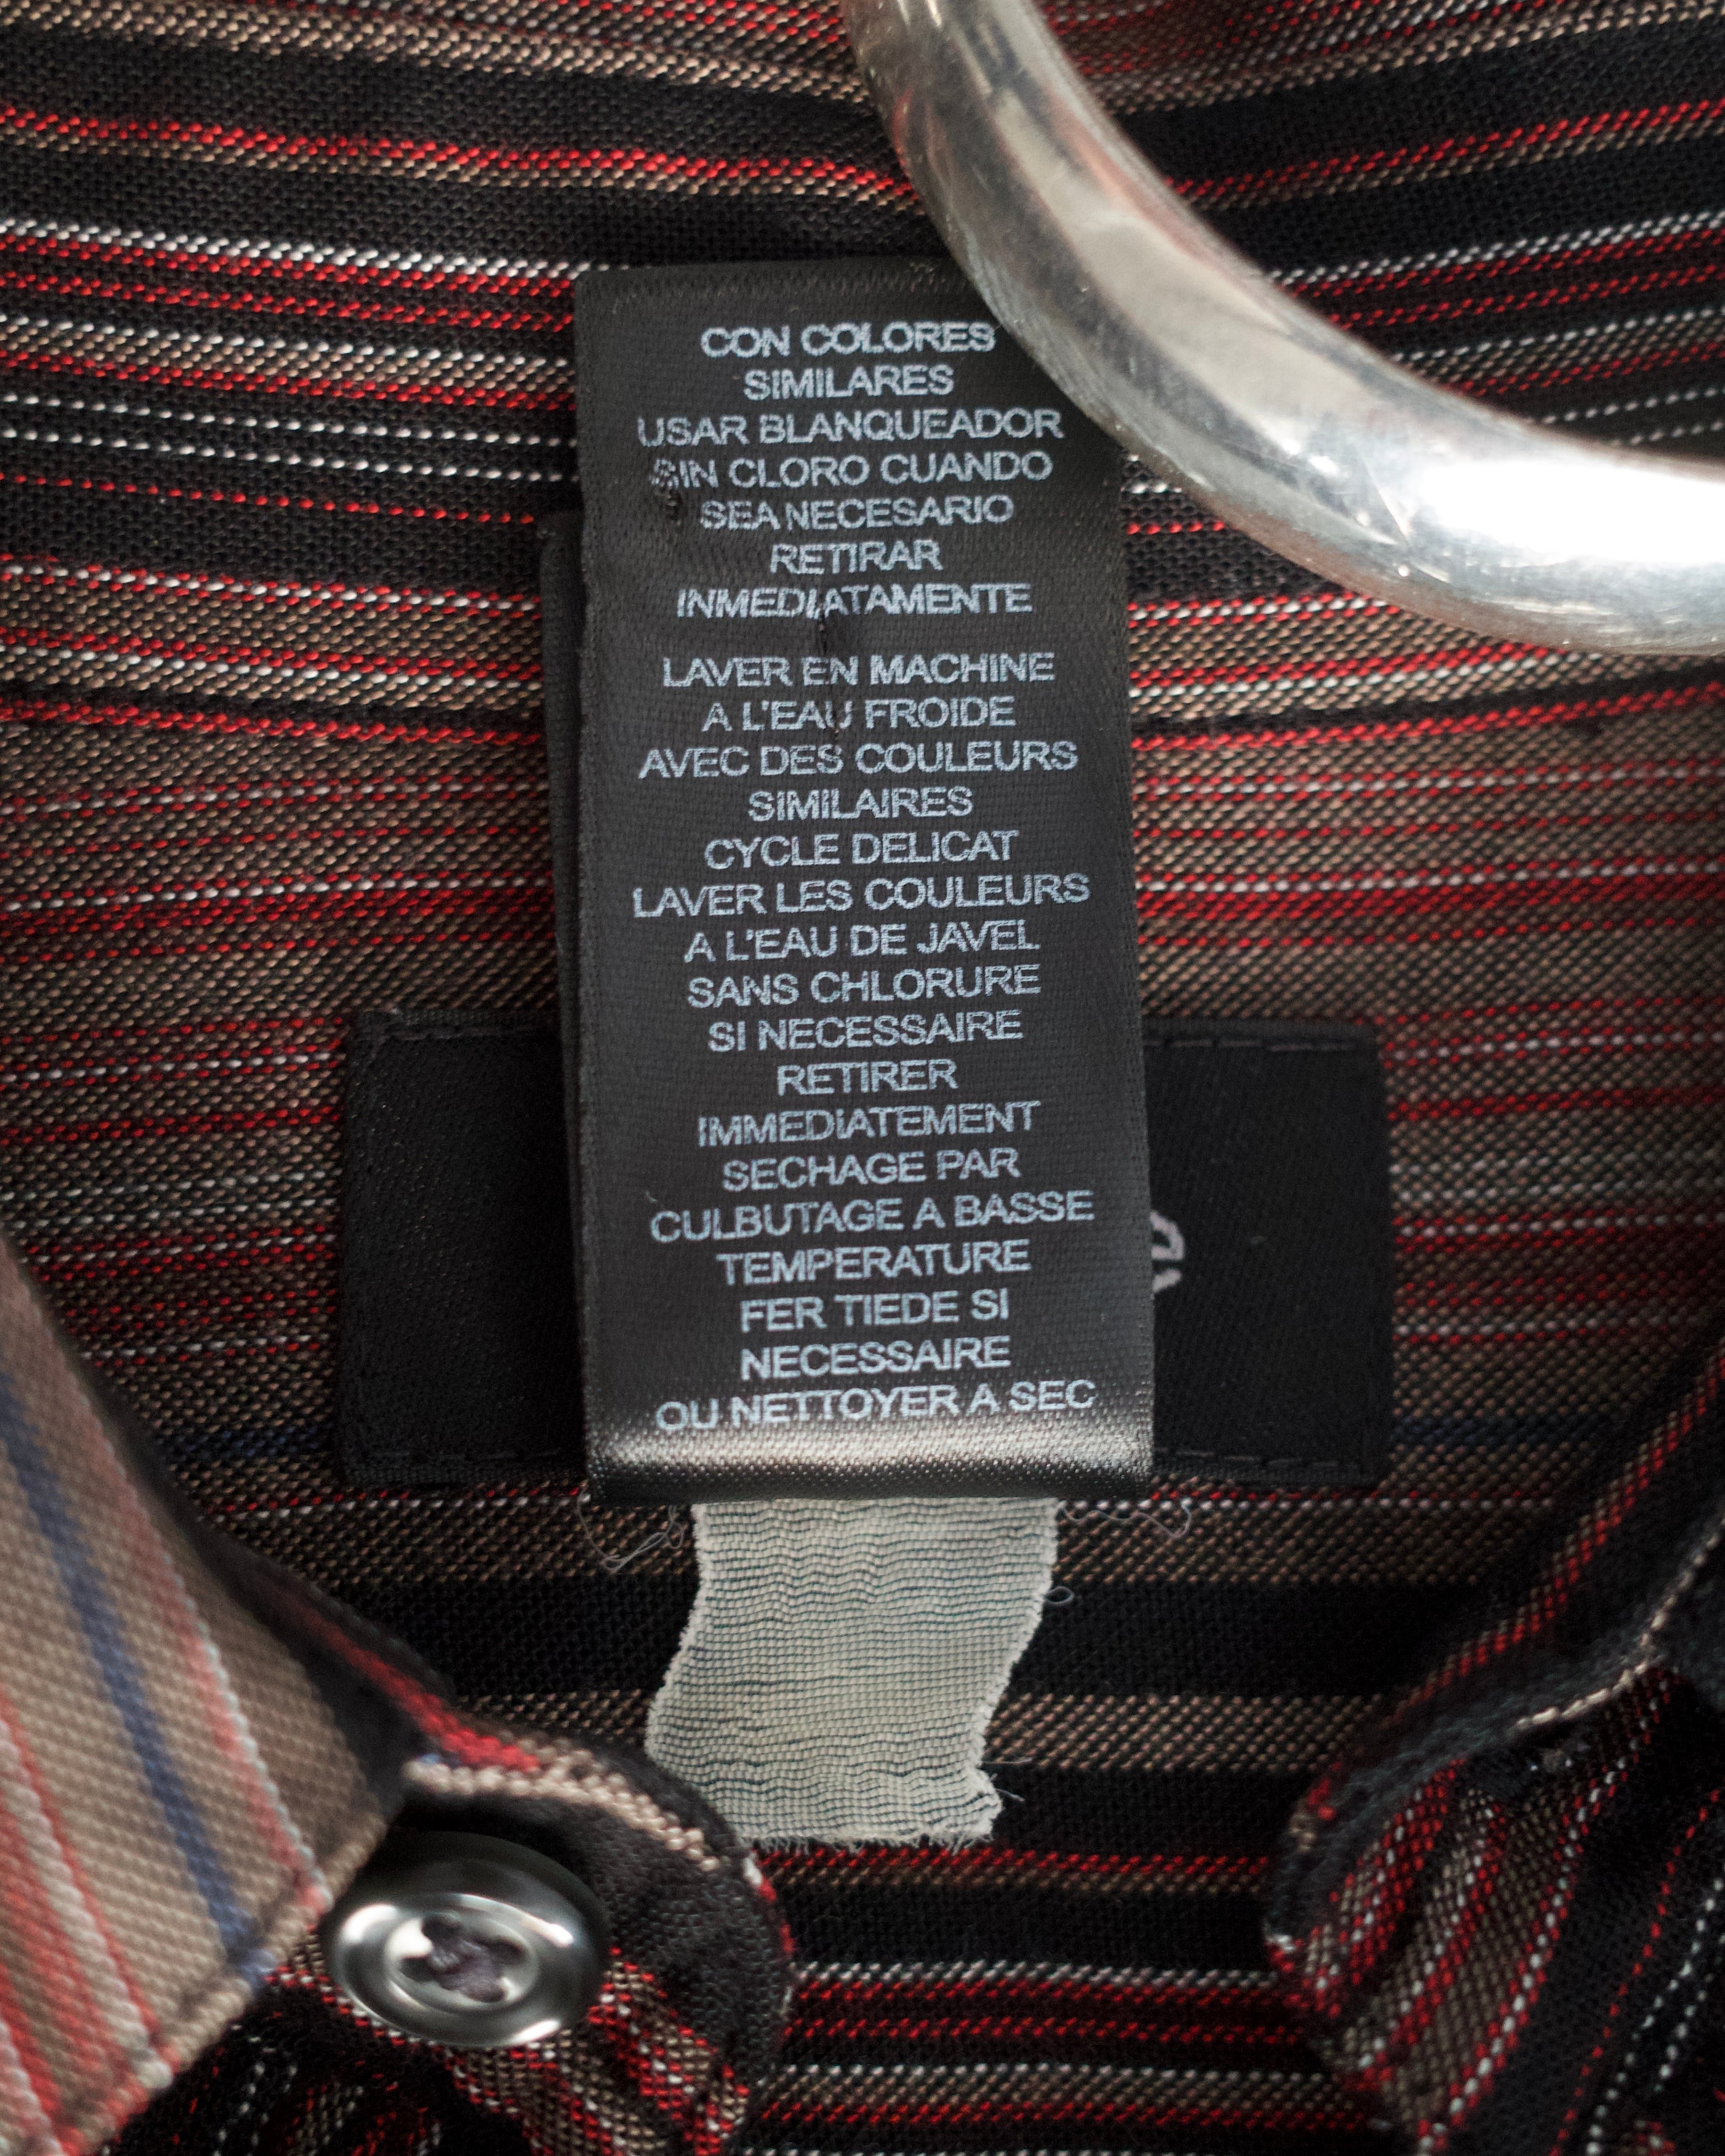 CON COLORES
SIMILARES
USAR BLANQUEADOR
SIN CLORO CUANDO
SEA NECESARIO
RETIRAR
INMEDIATAMENTE
LAVER EN MACHINE
A L'EAU FROIDE
AVEC DES COULEURS
SIMILAIRES
CYCLE DELICAT
LAVER LES COULEURS
A L'EAU DE JAVEL
SANS CHLORURE
SI NECESSAIRE
RETIRER
IMMEDIATEMENT
SECHAGE PAR
CULBUTAGE A BASSE
TEMPERATURE
FER TIEDE SI
NECESSAIRE
OU NETTOYER A SEC